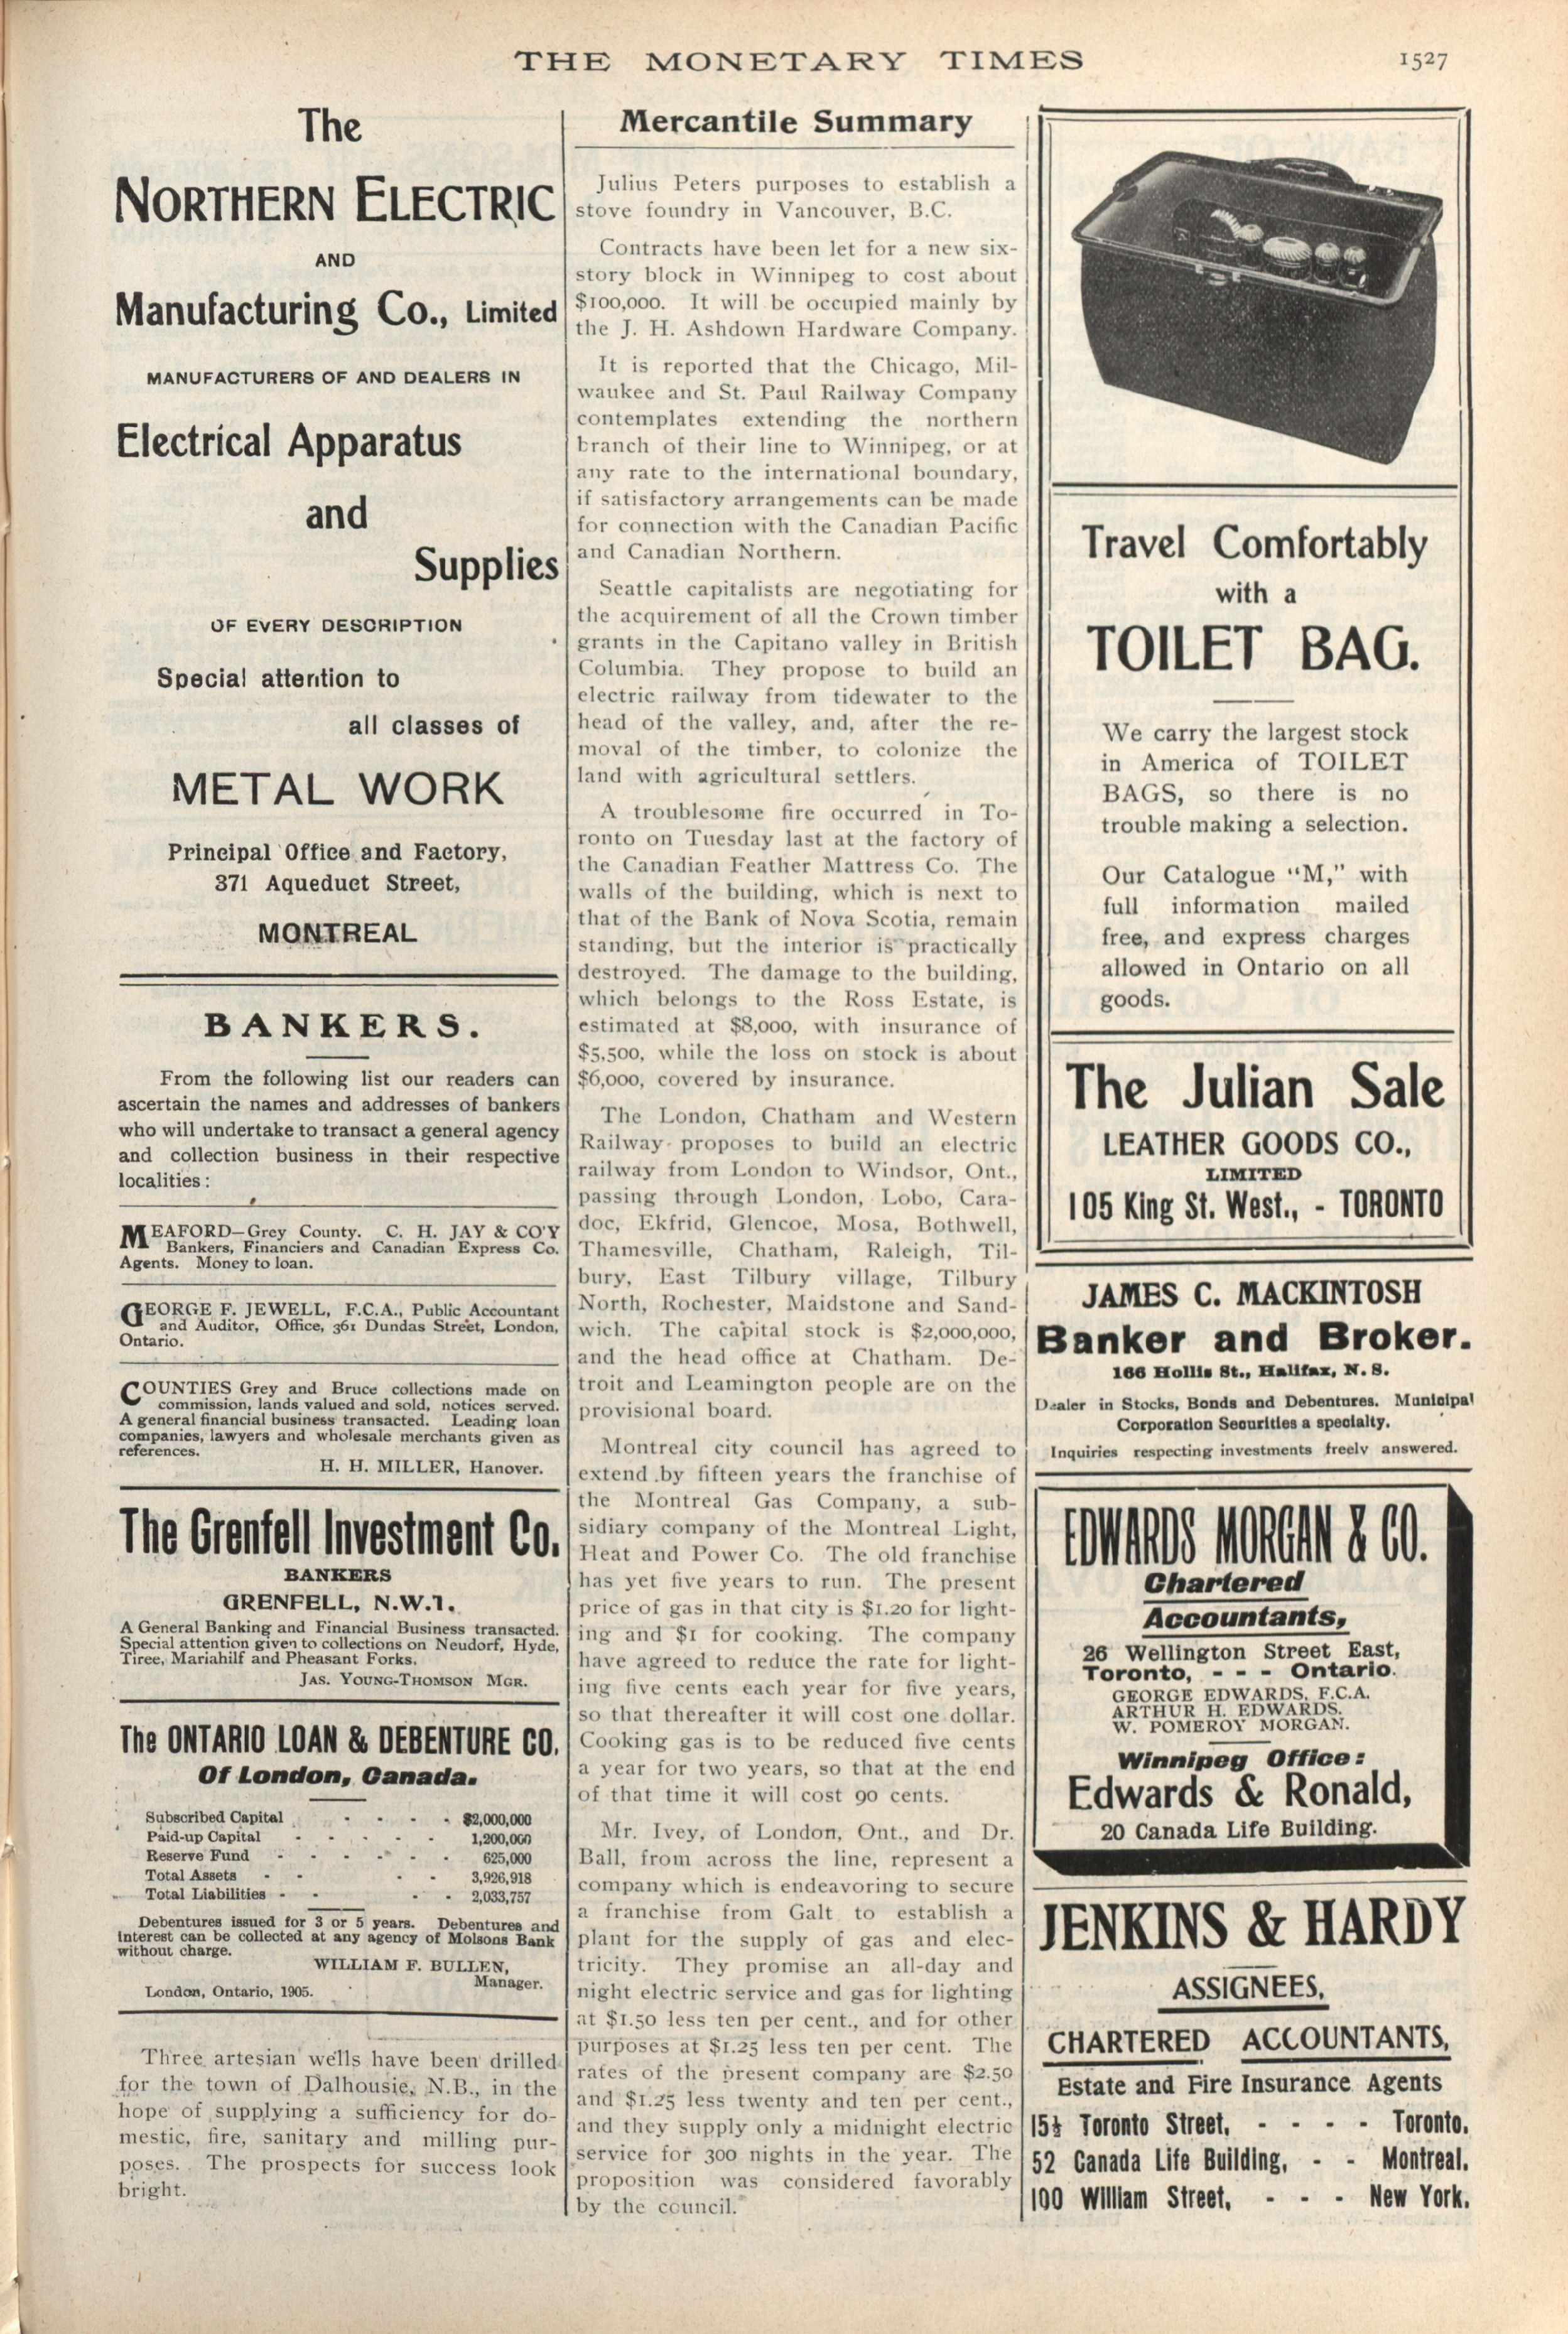 THE MONETARY TIMES
1527
The
NORTHERN ELECTRIC
AND
Manufacturing Co., Limited
MANUFACTURERS OF AND DEALERS IN
Electrical Apparatus
and
Supplies
OF EVERY DESCRIPTION
Special attention to
all classes of
METAL WORK
Principal Office and Factory,
371 Aqueduct Street,
MONTREAL
BANKERS.
From the following list our readers can
ascertain the names and addresses of bankers
who will undertake to transact a general agency
and collection business in their respective
localities:
MEAFORD—Grey County. C. H. JAY & CO'Y
Bankers, Financiers and Canadian Express Co.
Agents. Money to loan.
GEORGE F. JEWELL, F.C.A., Public Accountant
and Auditor, Office, 361 Dundas Street, London,
Ontario.
COUNTIES Grey and Bruce collections made on
commission, lands valued and sold, notices served.
A general financial business transacted. Leading loan
companies, lawyers and wholesale merchants given as
references.
H. H. MILLER, Hanover.
The Grenfell Investment Co.
BANKERS
GRENFELL, N.W.T.
A General Banking and Financial Business transacted.
Special attention given to collections on Neudorf, Hyde,
Tiree, Mariahilf and Pheasant Forks.
JAS. YOUNG-THOMSON MGR.
The ONTARIO LOAN & DEBENTURE CO.
Of London, Canada.
Subscribed Capital - - - - $2,000,000
Paid-up Capital - - - - - 1,200,000
Reserve Fund - - - - - - 625,000
Total Assets - - - - 3,926,918
Total Liabilities - - - - 2,033,757
Debentures issued for 3 or 5 years. Debentures and
interest can be collected at any agency of Molsons Bank
without charge.
WILLIAM F. BULLEN,
Manager.
London, Ontario, 1905.
Three artesian wells have been drilled
for the town of Dalhousie, N.B., in the
hope of supplying a sufficiency for do-
mestic, fire, sanitary and milling pur-
poses. The prospects for success look
bright.
Mercantile Summary
Julius Peters purposes to establish a
stove foundry in Vancouver, B.C.
Contracts have been let for a new six-
story block in Winnipeg to cost about
$100,000. It will be occupied mainly by
the J. H. Ashdown Hardware Company.
It is reported that the Chicago, Mil-
waukee and St. Paul Railway Company
contemplates extending the northern
branch of their line to Winnipeg, or at
any rate to the international boundary,
if satisfactory arrangements can be made
for connection with the Canadian Pacific
and Canadian Northern.
Seattle capitalists are negotiating for
the acquirement of all the Crown timber
grants in the Capitano valley in British
Columbia. They propose to build an
electric railway from tidewater to the
head of the valley, and, after the re-
moval of the timber, to colonize the
land with agricultural settlers.
A troublesome fire occurred in To-
ronto on Tuesday last at the factory of
the Canadian Feather Mattress Co. The
walls of the building, which is next to
that of the Bank of Nova Scotia, remain
standing, but the interior is practically
destroyed. The damage to the building,
which belongs to the Ross Estate, is
estimated at $8,000, with insurance of
$5,500, while the loss on stock is about
$6,000, covered by insurance.
The London, Chatham and Western
Railway proposes to build an electric
railway from London to Windsor, Ont.,
passing through London, Lobo, Cara-
doc, Ekfrid, Glencoe, Mosa, Bothwell,
Thamesville, Chatham, Raleigh, Til-
bury, East Tilbury village, Tilbury
North, Rochester, Maidstone and Sand-
wich. The capital stock is $2,000,000,
and the head office at Chatham. De-
troit and Leamington people are on the
provisional board.
Montreal city council has agreed to
extend by fifteen years the franchise of
the Montreal Gas Company, a sub-
sidiary company of the Montreal Light,
Heat and Power Co. The old franchise
has yet five years to run. The present
price of gas in that city is $1.20 for light-
ing and $1 for cooking. The company
have agreed to reduce the rate for light-
ing five cents each year for five years,
so that thereafter it will cost one dollar.
Cooking gas is to be reduced five cents
a year for two years, so that at the end
of that time it will cost 90 cents.
Mr. Ivey, of London, Ont., and Dr.
Ball, from across the line, represent a
company which is endeavoring to secure
a franchise from Galt to establish a
plant for the supply of gas and elec-
tricity. They promise an all-day and
night electric service and gas for lighting
at $1.50 less ten per cent., and for other
purposes at $1.25 less ten per cent. The
rates of the present company are $2.50
and $1.25 less twenty and ten per cent.,
and they supply only a midnight electric
service for 300 nights in the year. The
proposition was considered favorably
by the council.
Travel Comfortably
with a
TOILET BAG.
We carry the largest stock
in America of TOILET
BAGS, so there is no
trouble making a selection.
Our Catalogue "M," with
full information mailed
free, and express charges
allowed in Ontario on all
goods.
The Julian Sale
LEATHER GOODS CO.,
LIMITED
105 King St. West., - TORONTO
JAMES C. MACKINTOSH
Banker and Broker.
166 Hollis St., Halifax, N. S.
Dealer in Stocks, Bonds and Debentures. Municipal
Corporation Securities a specialty.
Inquiries respecting investments freely answered.
EDWARDS MORGAN & CO.
Chartered
Accountants,
26 Wellington Street East,
Toronto, - - - Ontario.
GEORGE EDWARDS, F.C.A.
ARTHUR H. EDWARDS.
W. POMEROY MORGAN.
Winnipeg Office:
Edwards & Ronald,
20 Canada Life Building.
JENKINS & HARDY
ASSIGNEES,
CHARTERED ACCOUNTANTS,
Estate and Fire Insurance Agents
15½ Toronto Street, - - - - Toronto.
52 Canada Life Building, - - Montreal.
100 William Street, - - - New York.